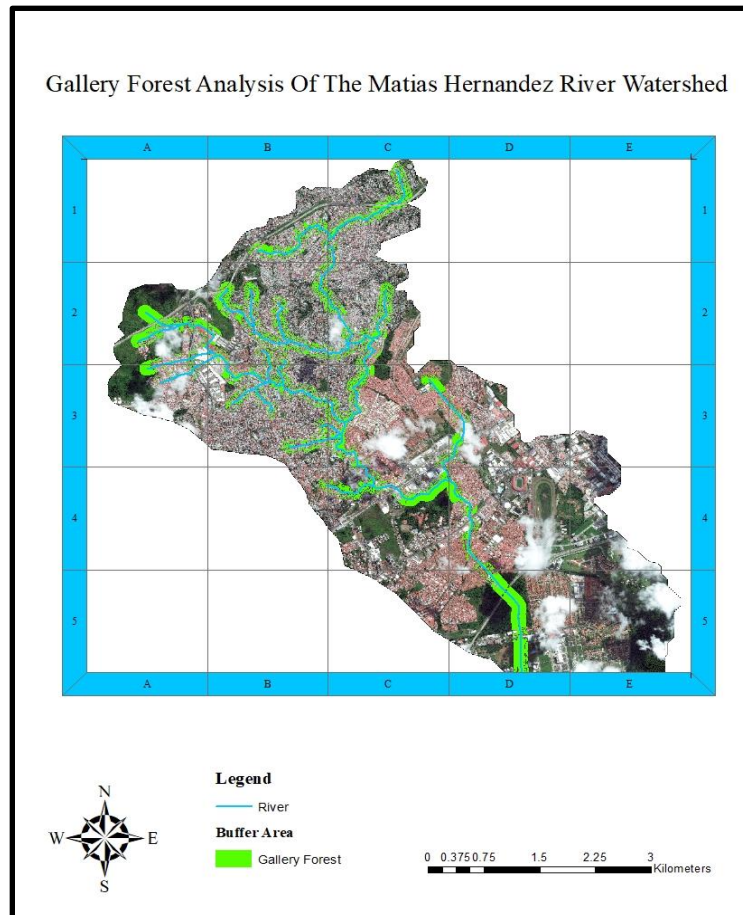 Gallery Forest Analysis Of The Matias Hernandez River Watershed
A B C D E
1 1
2 2
3 3
4 4
5 5
A B C D E
N
W E
S
Legend
River
Buffer Area
Gallery Forest
0 0.375 0.75 1.5 2.25 3
Kilometers